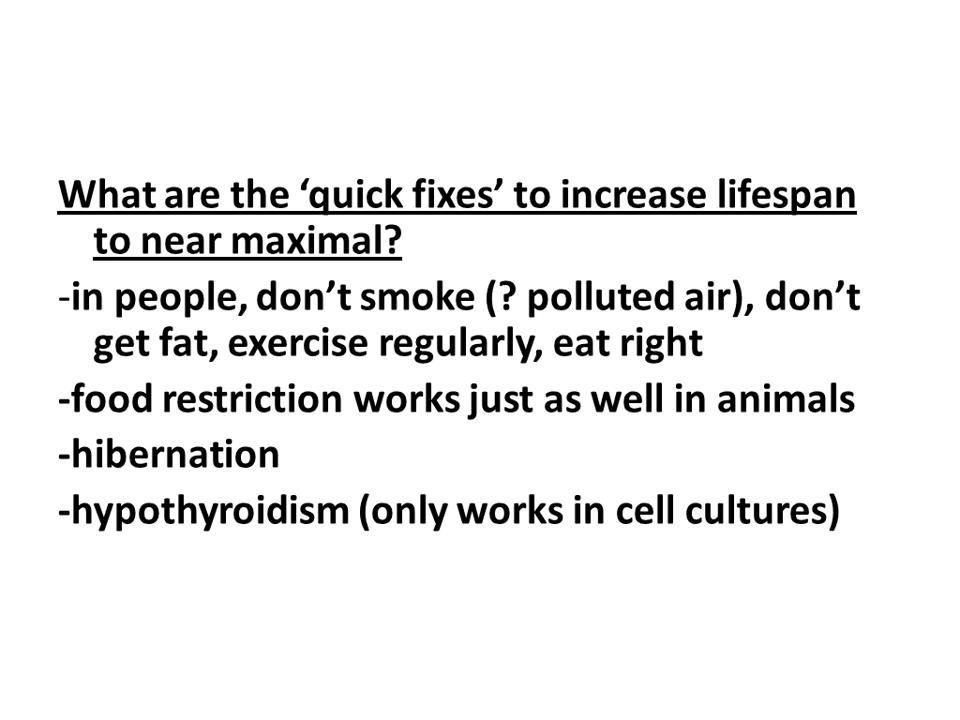 What are the ‘quick fixes’ to increase lifespan
to near maximal?
-in people, don’t smoke (? polluted air), don’t
get fat, exercise regularly, eat right
-food restriction works just as well in animals
-hibernation
-hypothyroidism (only works in cell cultures)